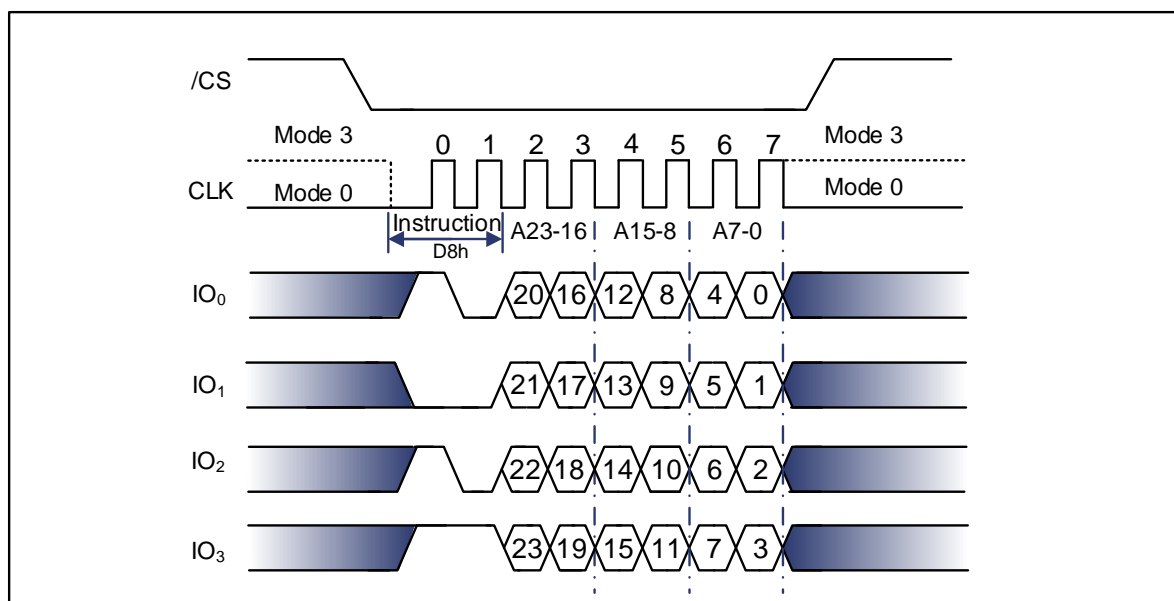 /CS
Mode 3 Mode 3
0 1 2 3 4 5 6 7
CLK Mode 0 Mode 0
Instruction A23-16 A15-8 A7-0
D8h
IO₀ 20 16 12 8 4 0
IO₁ 21 17 13 9 5 1
IO₂ 22 18 14 10 6 2
IO₃ 23 19 15 11 7 3